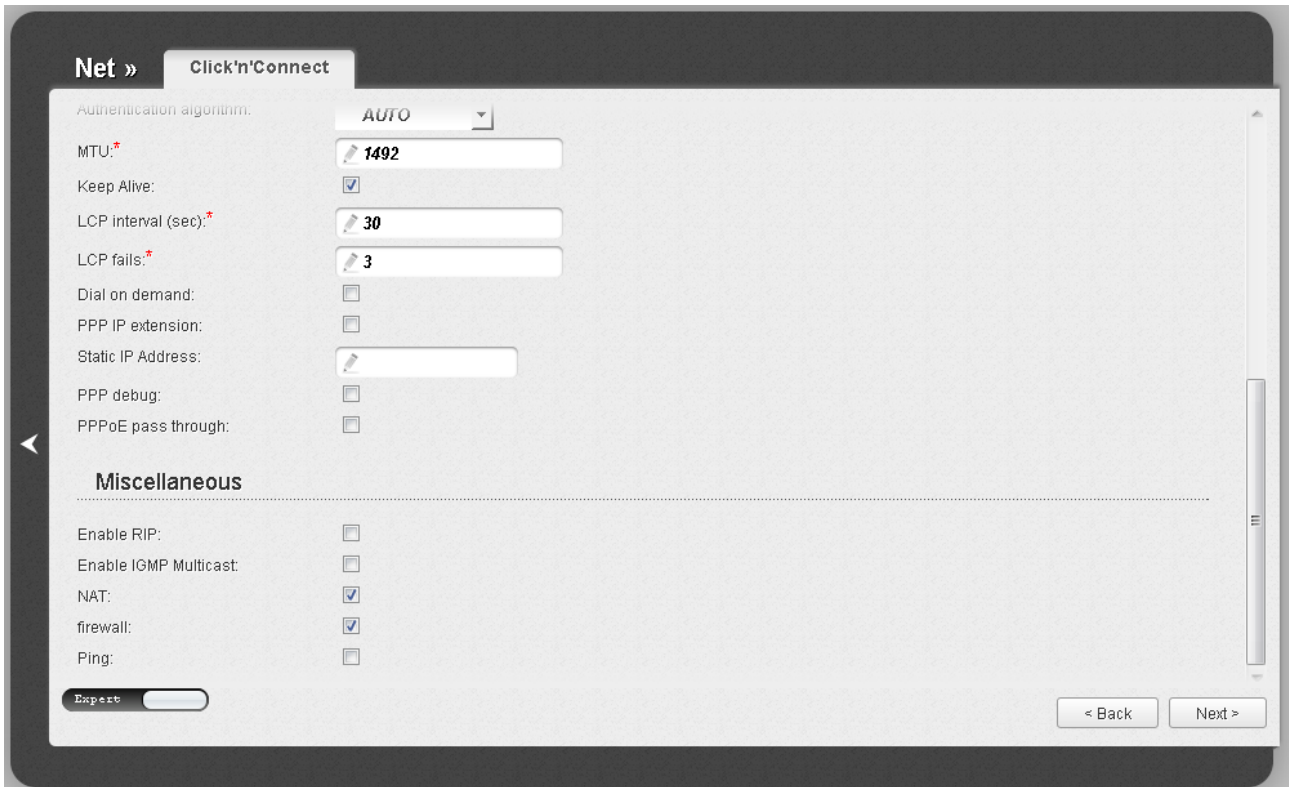 Net »
Click'n'Connect
Authentication algorithm:
AUTO
MTU:*
1492
Keep Alive:
LCP interval (sec):*
30
LCP fails:*
3
Dial on demand:
PPP IP extension:
Static IP Address:
PPP debug:
PPPoE pass through:
Miscellaneous
Enable RIP:
Enable IGMP Multicast:
NAT:
firewall:
Ping:
Expert
< Back
Next >